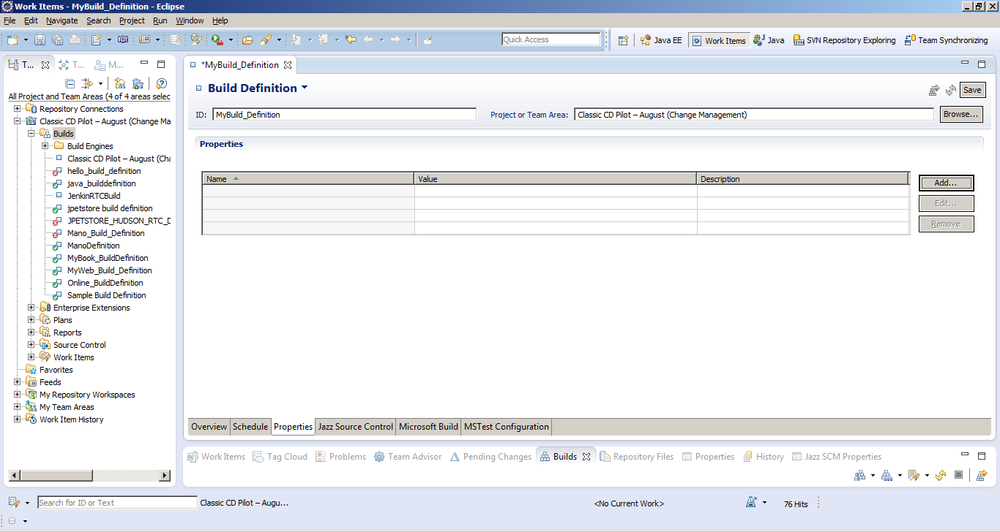 Work Items - MyBuild_Definition - Eclipse
File Edit Navigate Search Project Run Window Help
Quick Access
Java EE Work Items Java SVN Repository Exploring Team Synchronizing
T... T... M...
All Project and Team Areas (4 of 4 areas selec
Repository Connections
Classic CD Pilot – August (Change Ma
Builds
Build Engines
Classic CD Pilot – August (Cha
hello_build_definition
java_builddefinition
JenkinRTCBuild
jpetstore build definition
JPETSTORE_HUDSON_RTC_D
Mano_Build_Definition
ManoDefinition
MyBook_BuildDefinition
MyWeb_Build_Definition
Online_BuildDefinition
Sample Build Definition
Enterprise Extensions
Plans
Reports
Source Control
Work Items
Favorites
Feeds
My Repository Workspaces
My Team Areas
Work Item History
*MyBuild_Definition
Build Definition
Save
ID: MyBuild_Definition Project or Team Area: Classic CD Pilot – August (Change Management) Browse...
Properties
Name Value Description
Add...
Edit...
Remove
Overview Schedule Properties Jazz Source Control Microsoft Build MSTest Configuration
Work Items Tag Cloud Problems Team Advisor Pending Changes Builds Repository Files Properties History Jazz SCM Properties
Search for ID or Text Classic CD Pilot – Augu... <No Current Work> 76 Hits